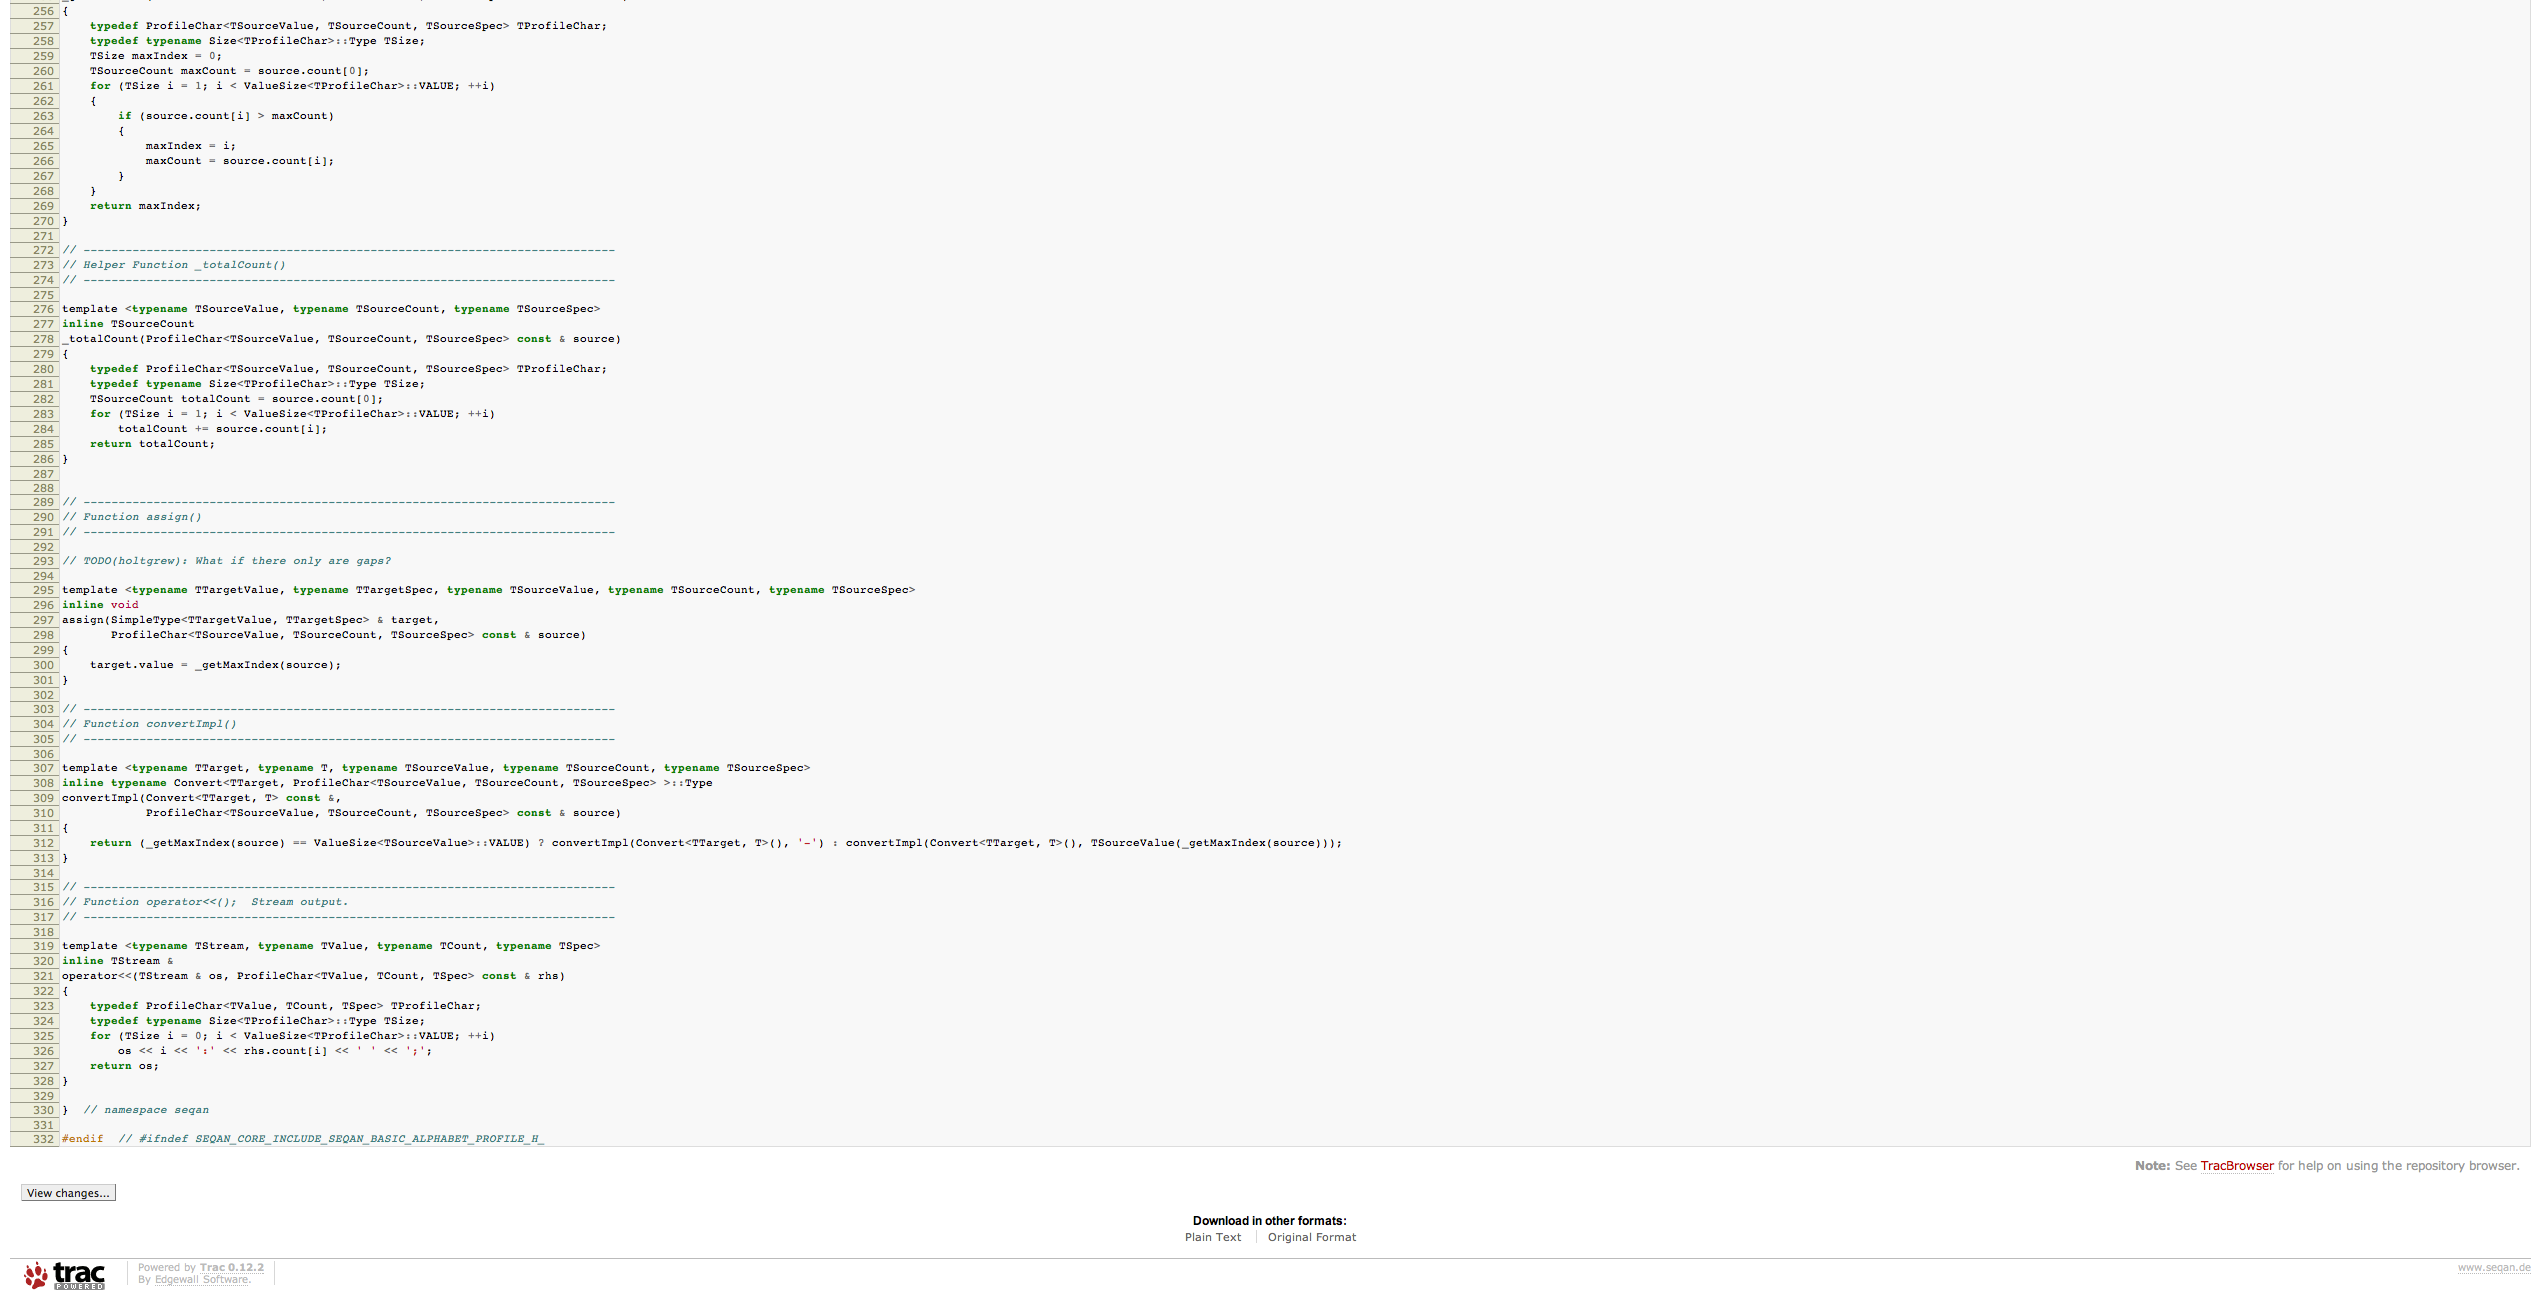 256 {
257     typedef ProfileChar<TSourceValue, TSourceCount, TSourceSpec> TProfileChar;
258     typedef typename Size<TProfileChar>::Type TSize;
259     TSize maxIndex = 0;
260     TSourceCount maxCount = source.count[0];
261     for (TSize i = 1; i < ValueSize<TProfileChar>::VALUE; ++i)
262     {
263         if (source.count[i] > maxCount)
264         {
265             maxIndex = i;
266             maxCount = source.count[i];
267         }
268     }
269     return maxIndex;
270 }
271
272 // ----------------------------------------------------------------------------
273 // Helper Function _totalCount()
274 // ----------------------------------------------------------------------------
275
276 template <typename TSourceValue, typename TSourceCount, typename TSourceSpec>
277 inline TSourceCount
278 _totalCount(ProfileChar<TSourceValue, TSourceCount, TSourceSpec> const & source)
279 {
280     typedef ProfileChar<TSourceValue, TSourceCount, TSourceSpec> TProfileChar;
281     typedef typename Size<TProfileChar>::Type TSize;
282     TSourceCount totalCount = source.count[0];
283     for (TSize i = 1; i < ValueSize<TProfileChar>::VALUE; ++i)
284         totalCount += source.count[i];
285     return totalCount;
286 }
287
288
289 // ----------------------------------------------------------------------------
290 // Function assign()
291 // ----------------------------------------------------------------------------
292
293 // TODO(holtgrew): What if there only are gaps?
294
295 template <typename TTargetValue, typename TTargetSpec, typename TSourceValue, typename TSourceCount, typename TSourceSpec>
296 inline void
297 assign(SimpleType<TTargetValue, TTargetSpec> & target,
298        ProfileChar<TSourceValue, TSourceCount, TSourceSpec> const & source)
299 {
300     target.value = _getMaxIndex(source);
301 }
302
303 // ----------------------------------------------------------------------------
304 // Function convertImpl()
305 // ----------------------------------------------------------------------------
306
307 template <typename TTarget, typename T, typename TSourceValue, typename TSourceCount, typename TSourceSpec>
308 inline typename Convert<TTarget, ProfileChar<TSourceValue, TSourceCount, TSourceSpec> >::Type
309 convertImpl(Convert<TTarget, T> const &,
310             ProfileChar<TSourceValue, TSourceCount, TSourceSpec> const & source)
311 {
312     return (_getMaxIndex(source) == ValueSize<TSourceValue>::VALUE) ? convertImpl(Convert<TTarget, T>(), '-') : convertImpl(Convert<TTarget, T>(), TSourceValue(_getMaxIndex(source)));
313 }
314
315 // ----------------------------------------------------------------------------
316 // Function operator<<();  Stream output.
317 // ----------------------------------------------------------------------------
318
319 template <typename TStream, typename TValue, typename TCount, typename TSpec>
320 inline TStream &
321 operator<<(TStream & os, ProfileChar<TValue, TCount, TSpec> const & rhs)
322 {
323     typedef ProfileChar<TValue, TCount, TSpec> TProfileChar;
324     typedef typename Size<TProfileChar>::Type TSize;
325     for (TSize i = 0; i < ValueSize<TProfileChar>::VALUE; ++i)
326         os << i << ':' << rhs.count[i] << ' ' << ';';
327     return os;
328 }
329
330 }  // namespace seqan
331
332 #endif  // #ifndef SEQAN_CORE_INCLUDE_SEQAN_BASIC_ALPHABET_PROFILE_H_
Note: See TracBrowser for help on using the repository browser.
View changes...
Download in other formats:
Plain Text Original Format
trac POWERED
Powered by Trac 0.12.2
By Edgewall Software.
www.seqan.de